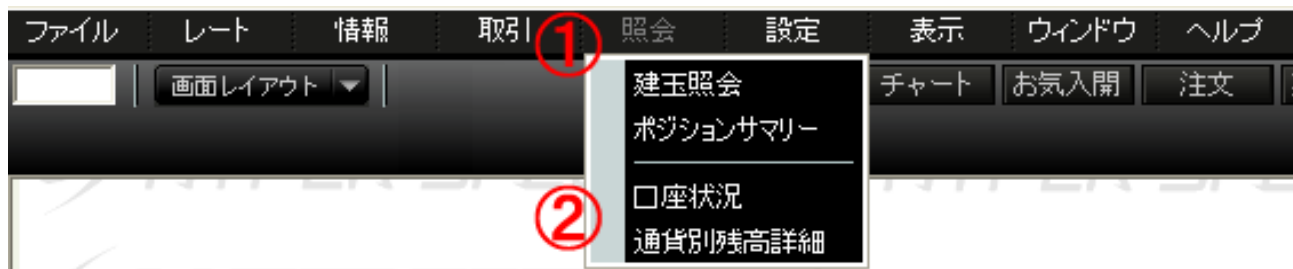 ファイル レート 情報 取引 ① 照会 設定 表示 ウィンドウ ヘルプ
画面レイアウト チャート お気入開 注文
建玉照会
ポジションサマリー
② 口座状況
通貨別残高詳細